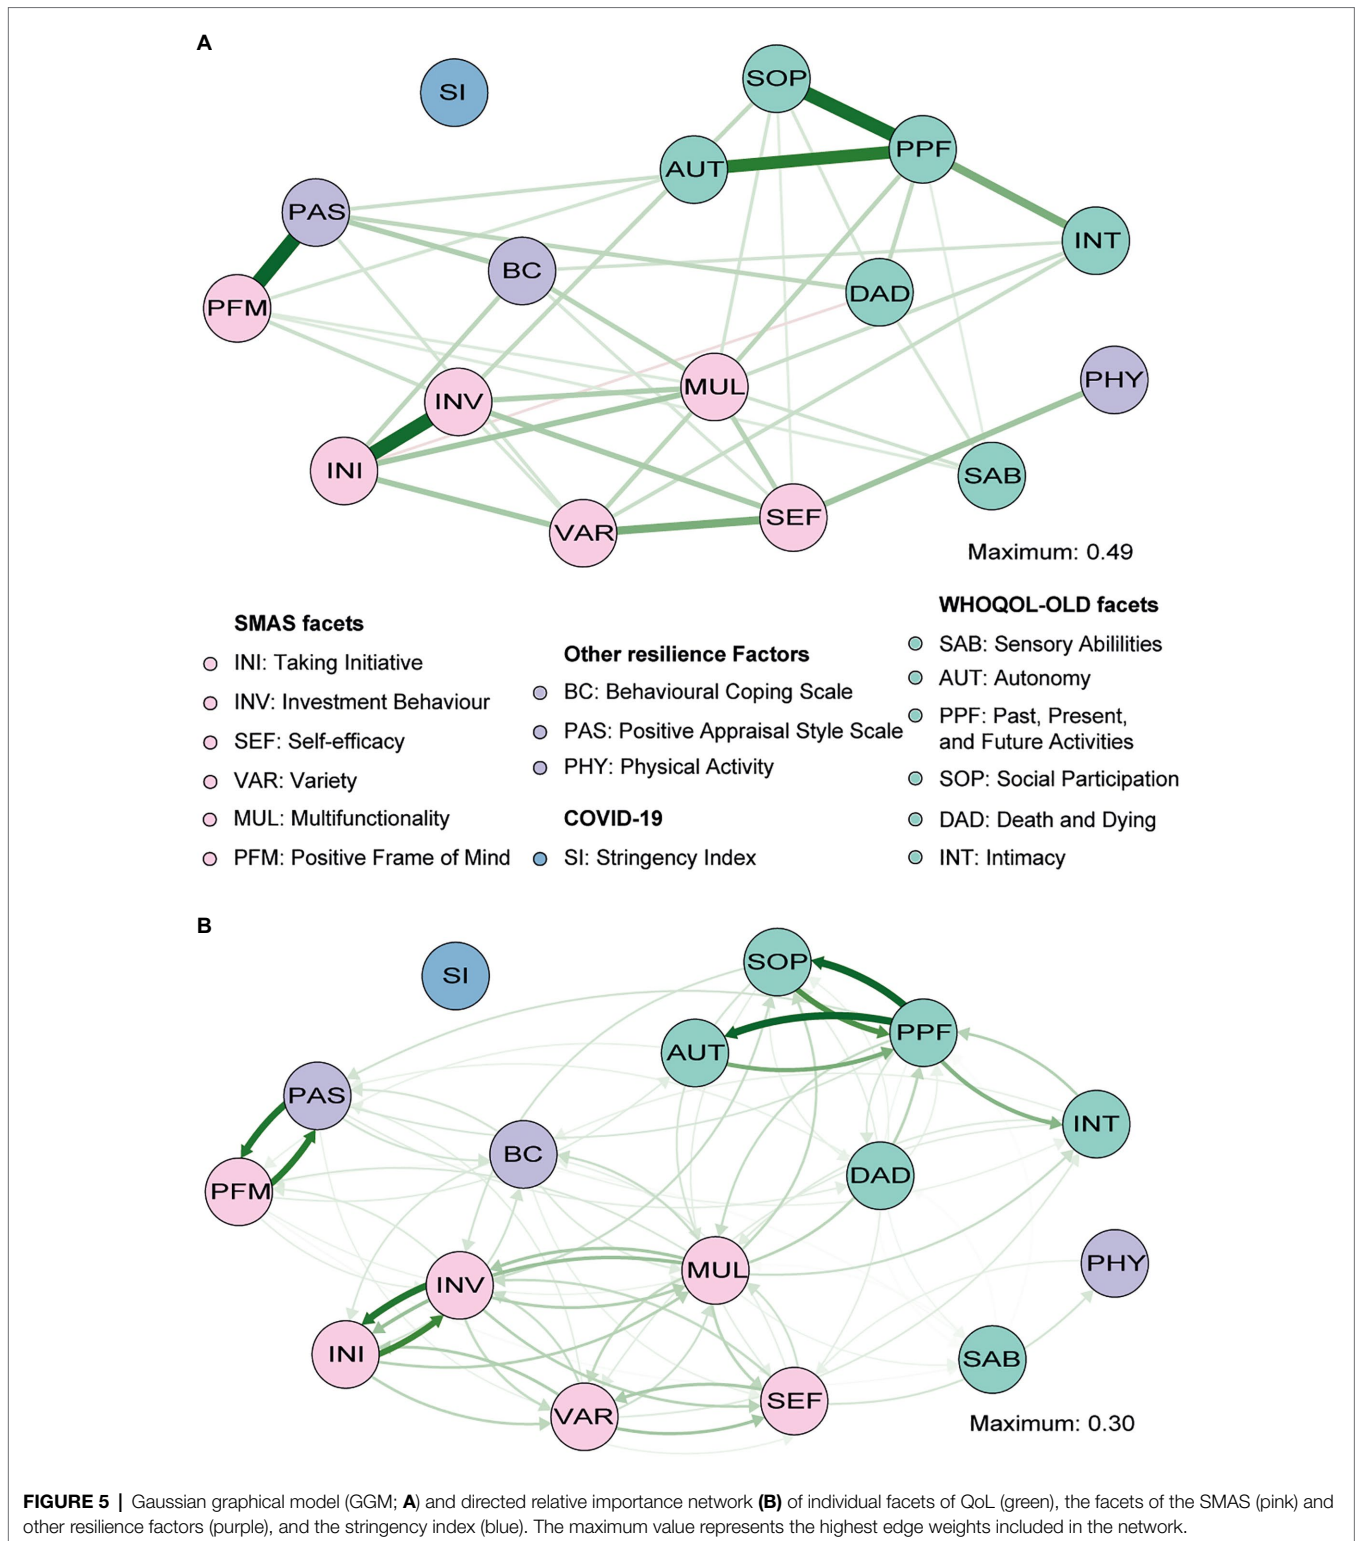 A
SI
SOP
AUT
PPF
PAS
INT
BC
DAD
PFM
PHY
MUL
INV
INI
SAB
SEF
VAR
Maximum: 0.49
SMAS facets
INI: Taking Initiative
INV: Investment Behaviour
SEF: Self-efficacy
VAR: Variety
MUL: Multifunctionality
PFM: Positive Frame of Mind
Other resilience Factors
BC: Behavioural Coping Scale
PAS: Positive Appraisal Style Scale
PHY: Physical Activity
COVID-19
SI: Stringency Index
WHOQOL-OLD facets
SAB: Sensory Abililities
AUT: Autonomy
PPF: Past, Present,
and Future Activities
SOP: Social Participation
DAD: Death and Dying
INT: Intimacy
B
SI
SOP
PPF
AUT
PAS
INT
BC
DAD
PFM
PHY
MUL
INV
INI
SAB
SEF
VAR
Maximum: 0.30
FIGURE 5 | Gaussian graphical model (GGM; A) and directed relative importance network (B) of individual facets of QoL (green), the facets of the SMAS (pink) and
other resilience factors (purple), and the stringency index (blue). The maximum value represents the highest edge weights included in the network.